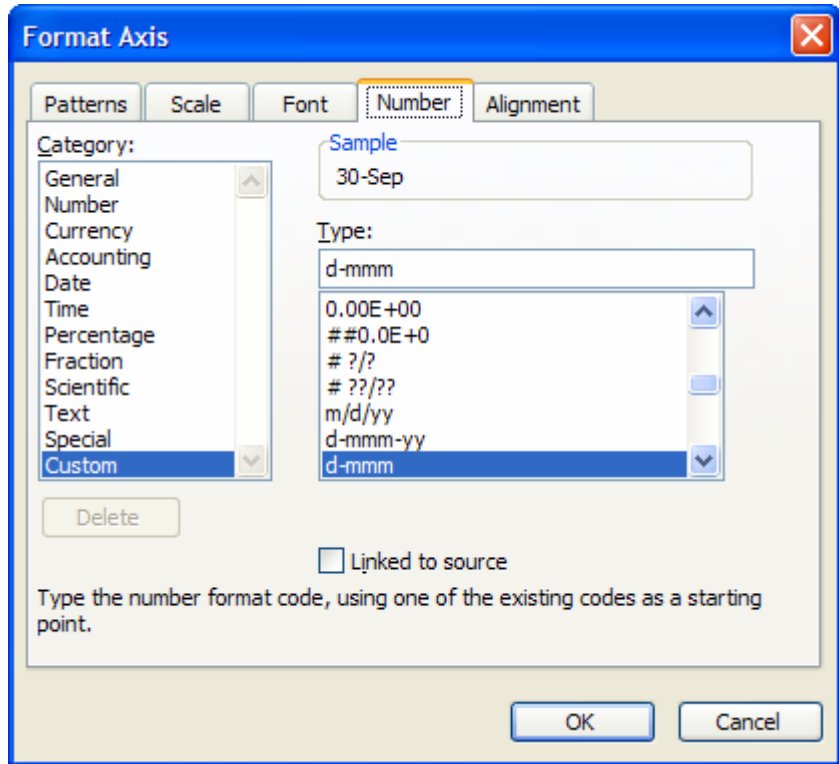 Format Axis
Patterns Scale Font Number Alignment
Category:
General
Number
Currency
Accounting
Date
Time
Percentage
Fraction
Scientific
Text
Special
Custom
Delete
Sample
30-Sep
Type:
d-mmm
0.00E+00
##0.0E+0
# ?/?
# ??/??
m/d/yy
d-mmm-yy
d-mmm
Linked to source
Type the number format code, using one of the existing codes as a starting
point.
OK Cancel